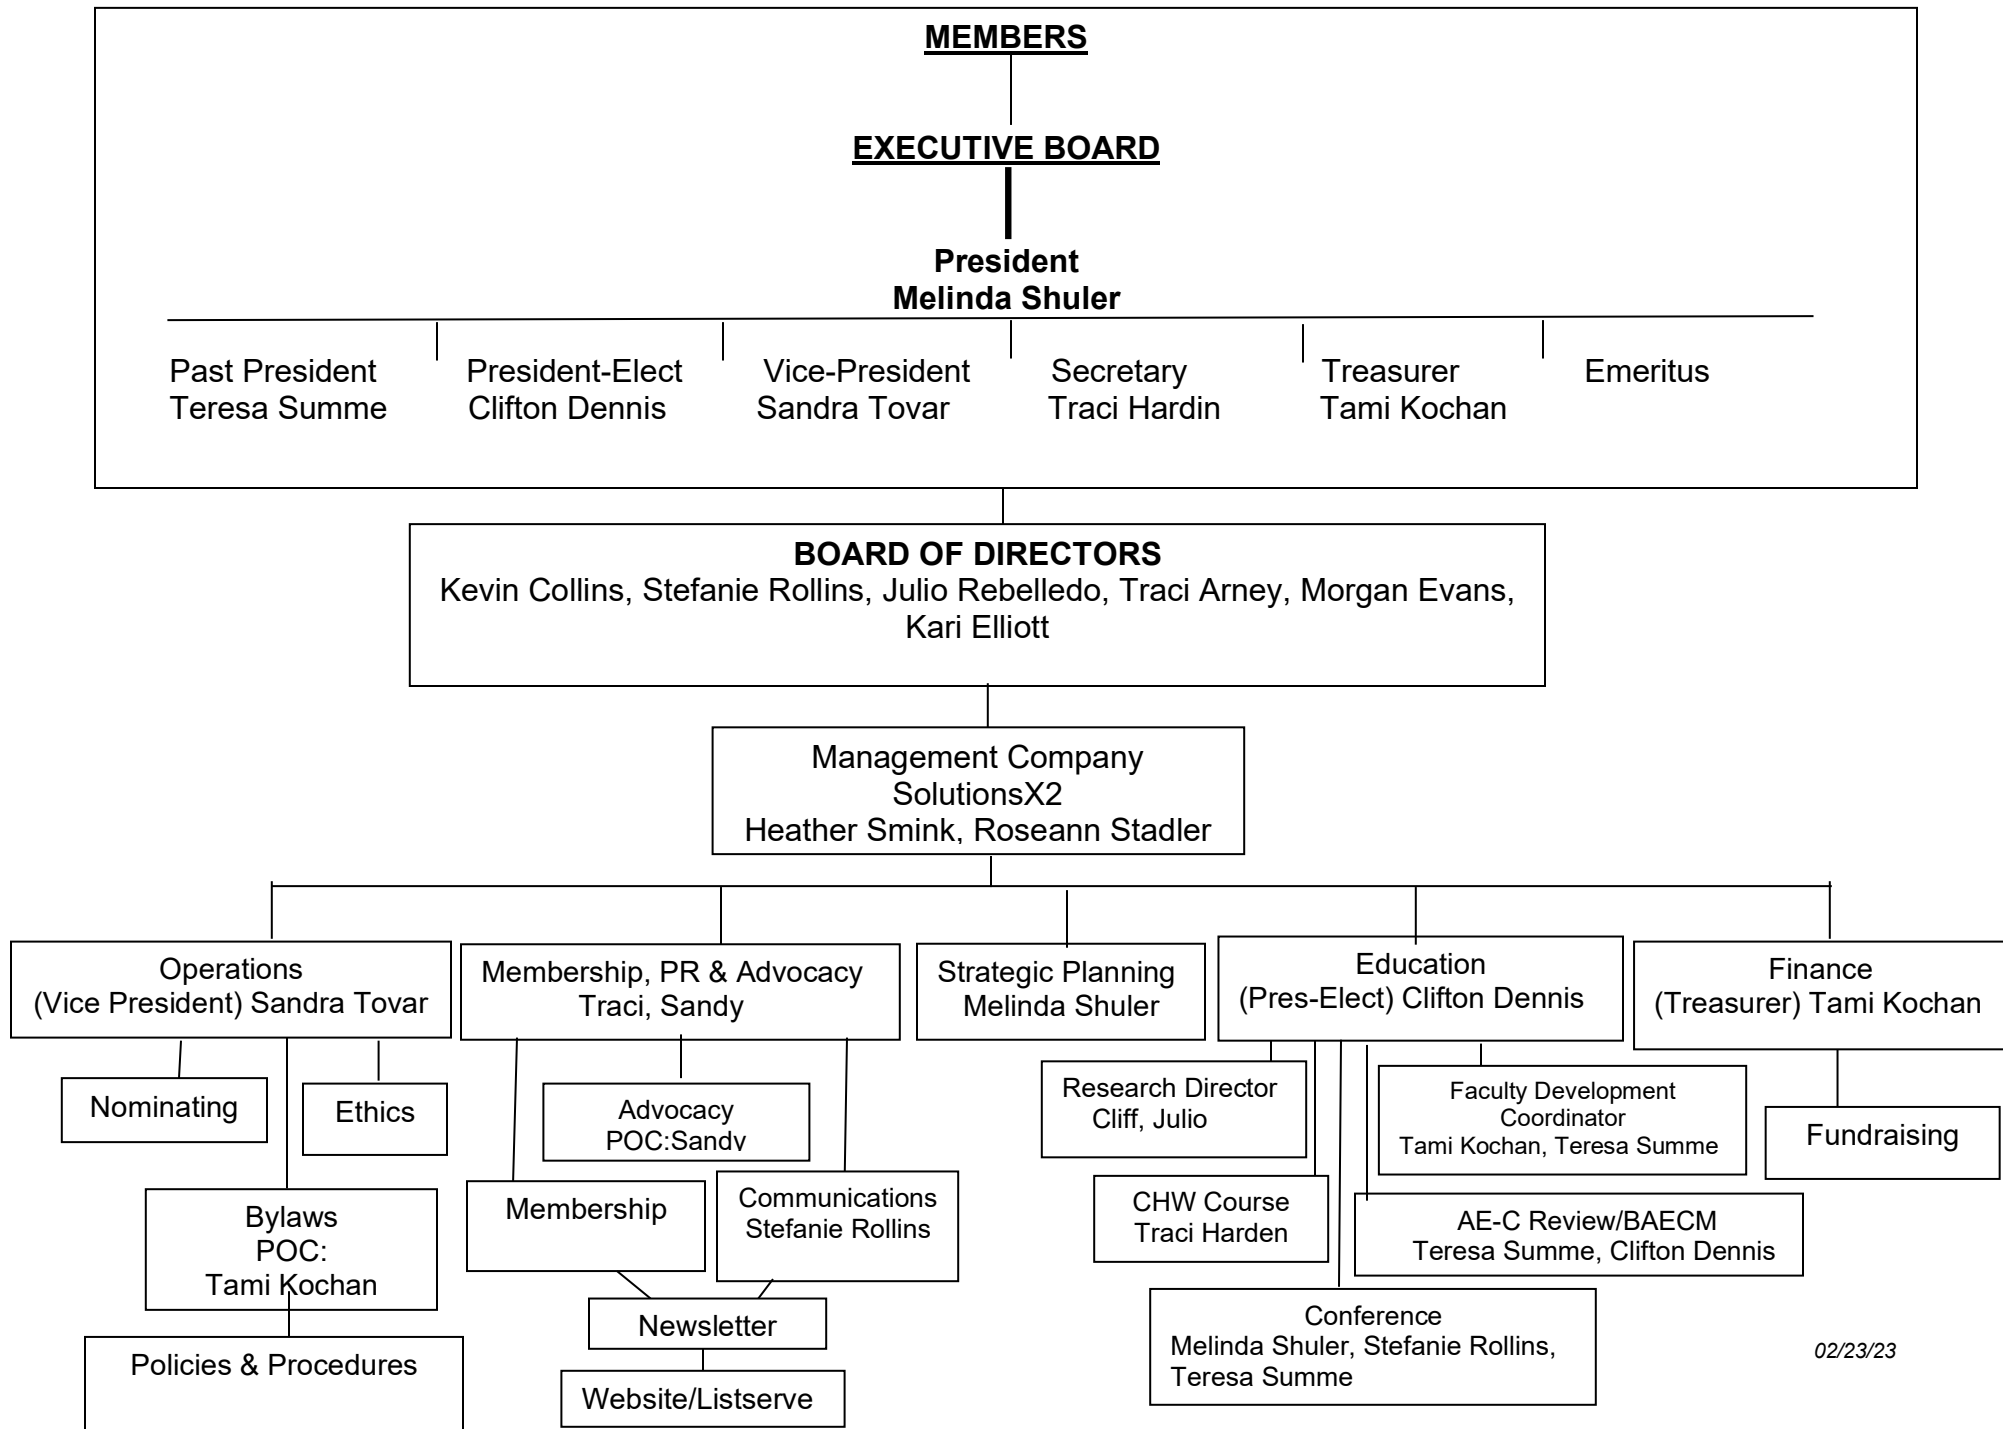 MEMBERS
EXECUTIVE BOARD
President
Melinda Shuler
Past President
Teresa Summe
President-Elect
Clifton Dennis
Vice-President
Sandra Tovar
Secretary
Traci Hardin
Treasurer
Tami Kochan
Emeritus
BOARD OF DIRECTORS
Kevin Collins, Stefanie Rollins, Julio Rebelledo, Traci Arney, Morgan Evans,
Kari Elliott
Management Company
SolutionsX2
Heather Smink, Roseann Stadler
Operations
(Vice President) Sandra Tovar
Membership, PR & Advocacy
Traci, Sandy
Strategic Planning
Melinda Shuler
Education
(Pres-Elect) Clifton Dennis
Finance
(Treasurer) Tami Kochan
Nominating
Ethics
Advocacy
POC:Sandy
Research Director
Cliff, Julio
Faculty Development
Coordinator
Tami Kochan, Teresa Summe
Fundraising
Bylaws
POC:
Tami Kochan
Membership
Communications
Stefanie Rollins
CHW Course
Traci Harden
AE-C Review/BAECM
Teresa Summe, Clifton Dennis
Newsletter
Conference
Melinda Shuler, Stefanie Rollins,
Teresa Summe
Policies & Procedures
Website/Listserve
02/23/23